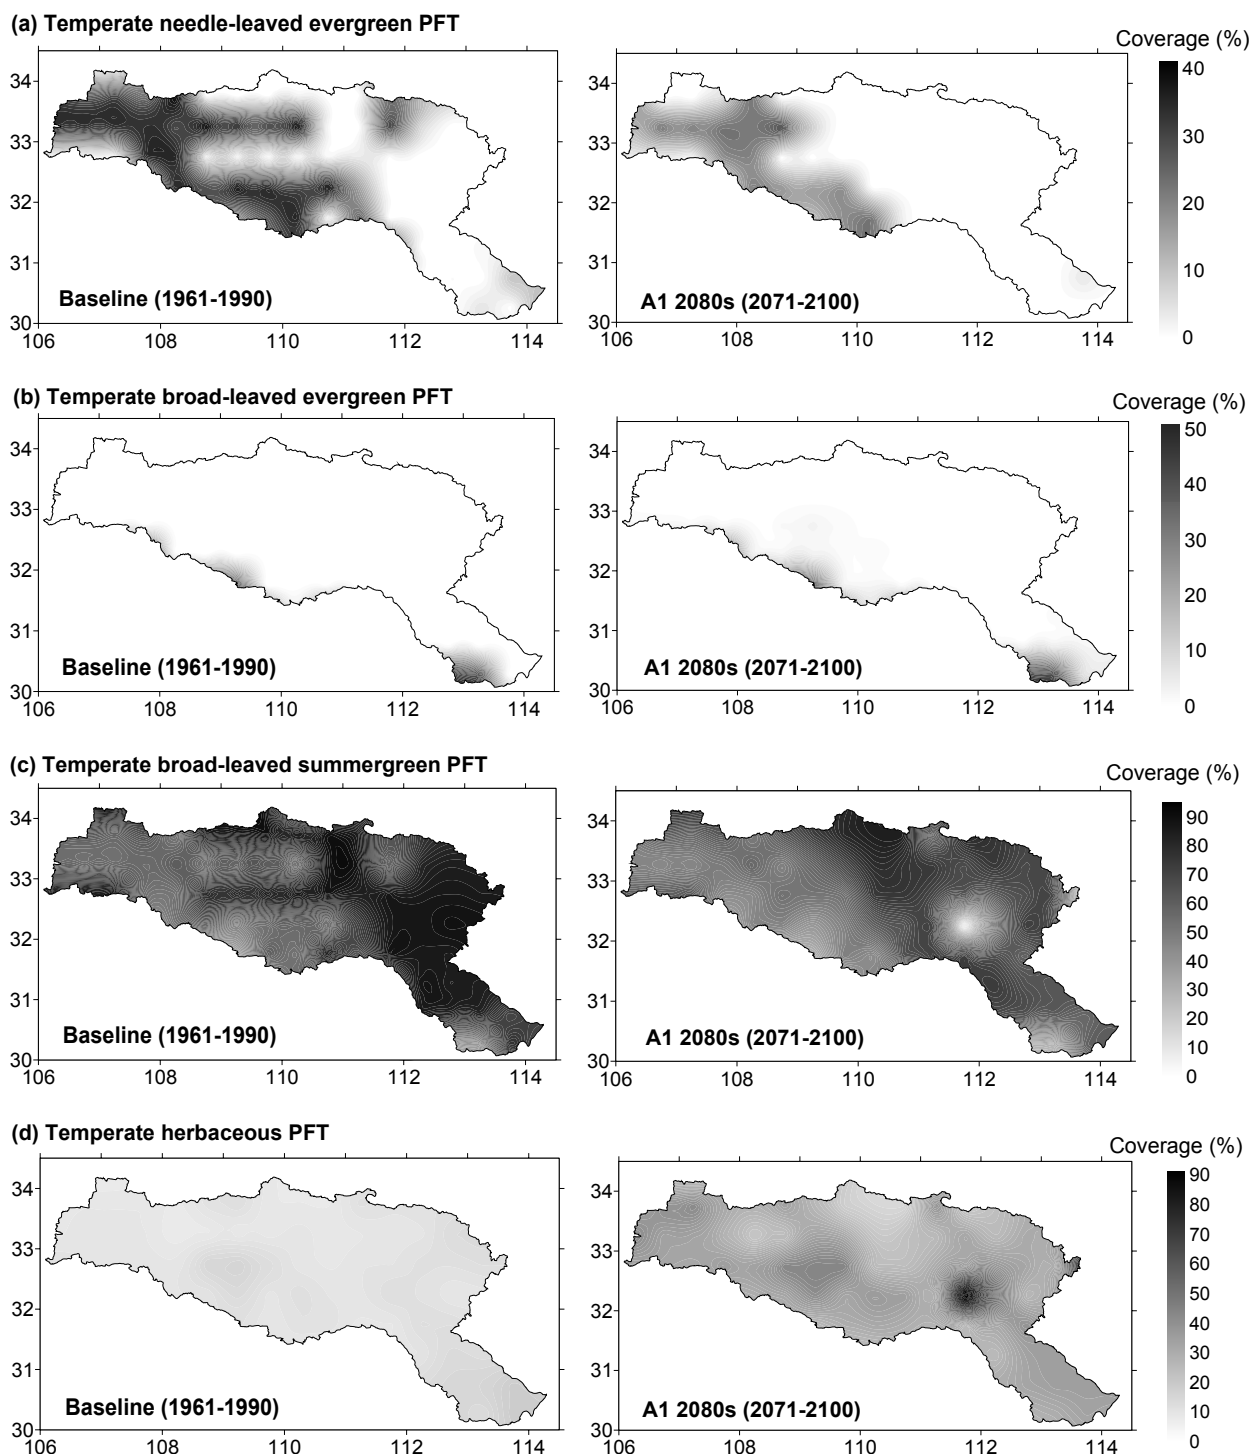 (a) Temperate needle-leaved evergreen PFT
Coverage (%)
34
33
32
31
30
Baseline (1961-1990)
106 108 110 112 114
34
33
32
31
30
A1 2080s (2071-2100)
106 108 110 112 114
40
30
20
10
0
(b) Temperate broad-leaved evergreen PFT
Coverage (%)
34
33
32
31
30
Baseline (1961-1990)
106 108 110 112 114
34
33
32
31
30
A1 2080s (2071-2100)
106 108 110 112 114
50
40
30
20
10
0
(c) Temperate broad-leaved summergreen PFT
Coverage (%)
34
33
32
31
30
Baseline (1961-1990)
106 108 110 112 114
34
33
32
31
30
A1 2080s (2071-2100)
106 108 110 112 114
90
80
70
60
50
40
30
20
10
0
(d) Temperate herbaceous PFT
Coverage (%)
34
33
32
31
30
Baseline (1961-1990)
106 108 110 112 114
34
33
32
31
30
A1 2080s (2071-2100)
106 108 110 112 114
90
80
70
60
50
40
30
20
10
0